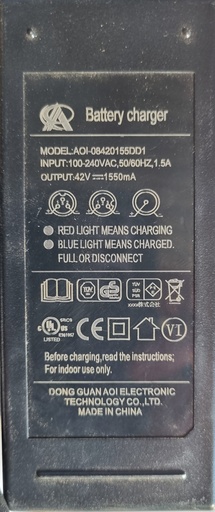 Battery charger
MODEL:AOI-08420155DD1
INPUT:100-240VAC,50/60HZ,1.5A
OUTPUT:42V⎓1550mA
RED LIGHT MEANS CHARGING
BLUE LIGHT MEANS CHARGED.
FULL OR DISCONNECT
LISTED
CE
VI
Before charging,read the instructions;
For indoor use only.
DONG GUAN AOI ELECTRONIC
TECHNOLOGY CO.,LTD.
MADE IN CHINA